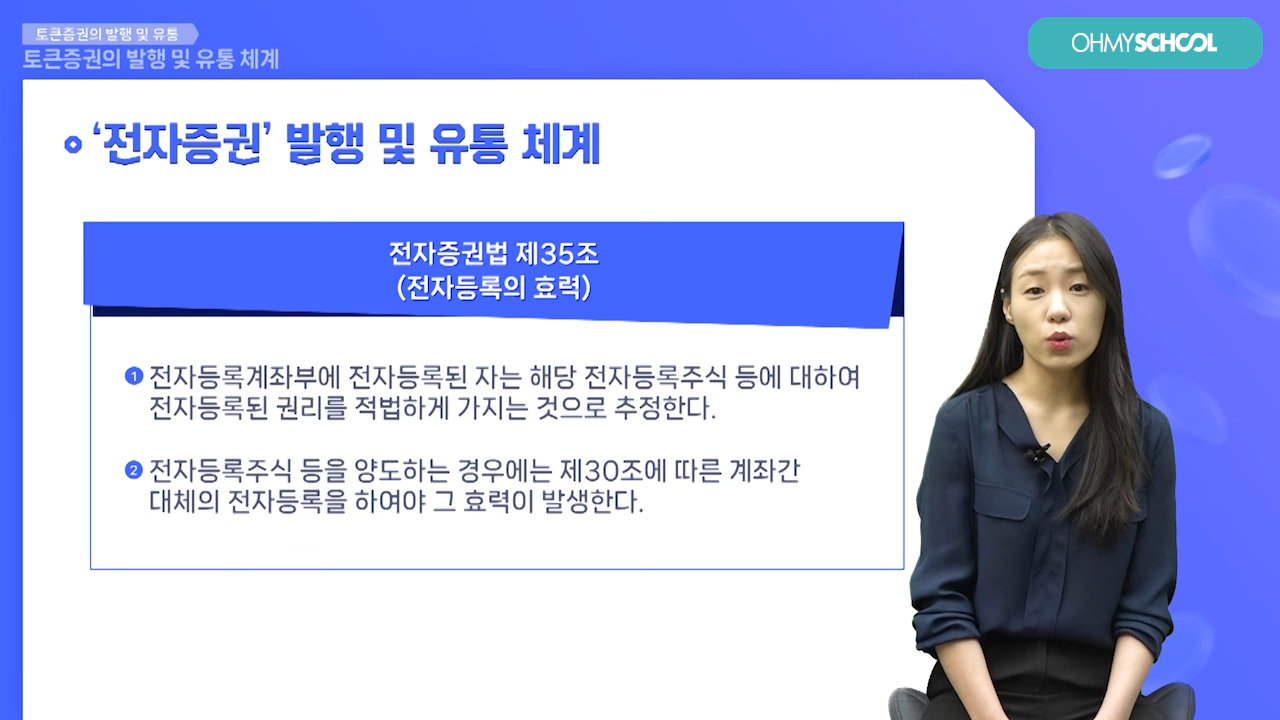 토큰증권의 발행 및 유통
토큰증권의 발행 및 유통 체계
OHMYSCHOOL
‘전자증권’ 발행 및 유통 체계
전자증권법 제35조
(전자등록의 효력)
1 전자등록계좌부에 전자등록된 자는 해당 전자등록주식 등에 대하여
전자등록된 권리를 적법하게 가지는 것으로 추정한다.
2 전자등록주식 등을 양도하는 경우에는 제30조에 따른 계좌간
대체의 전자등록을 하여야 그 효력이 발생한다.